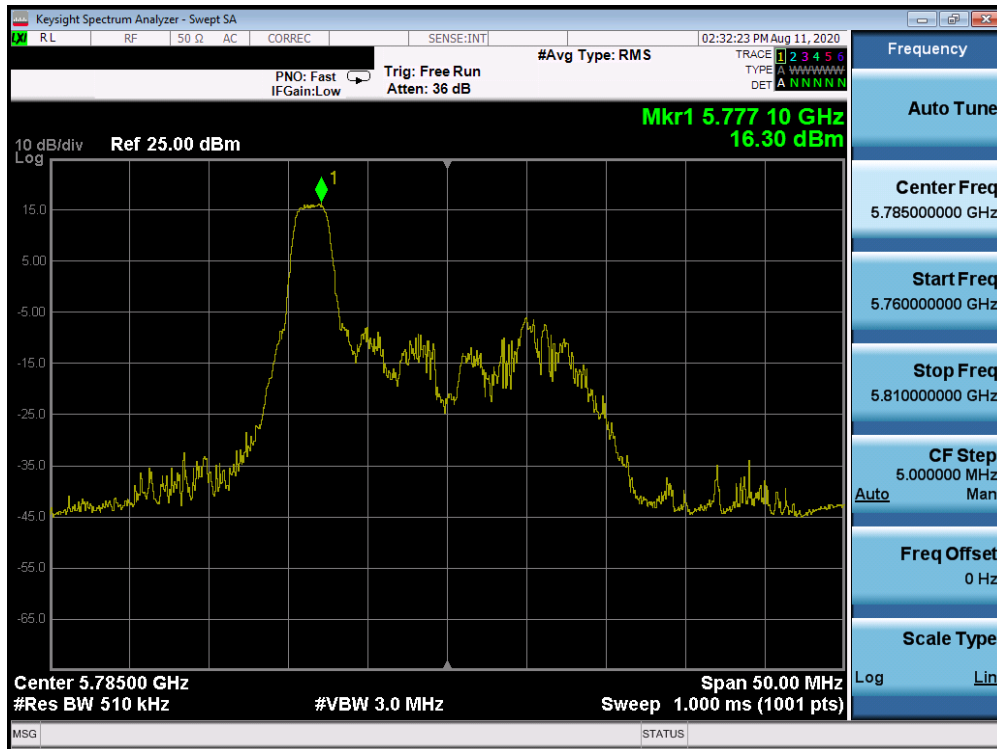 Keysight Spectrum Analyzer - Swept SA
LXI RL RF 50 Ω AC CORREC SENSE:INT 02:32:23 PM Aug 11, 2020
Frequency
#Avg Type: RMS
TRACE 1 2 3 4 5 6
PNO: Fast Trig: Free Run
TYPE A WWWWW
IFGain:Low Atten: 36 dB
DET A N N N N N
Auto Tune
Mkr1 5.777 10 GHz
16.30 dBm
10 dB/div Ref 25.00 dBm
Log
1
15.0
5.00
-5.00
-15.0
-25.0
-35.0
-45.0
-55.0
-65.0
Center Freq
5.785000000 GHz
Start Freq
5.760000000 GHz
Stop Freq
5.810000000 GHz
CF Step
5.000000 MHz
Auto Man
Freq Offset
0 Hz
Scale Type
Log Lin
Center 5.78500 GHz Span 50.00 MHz
#Res BW 510 kHz #VBW 3.0 MHz Sweep 1.000 ms (1001 pts)
MSG STATUS